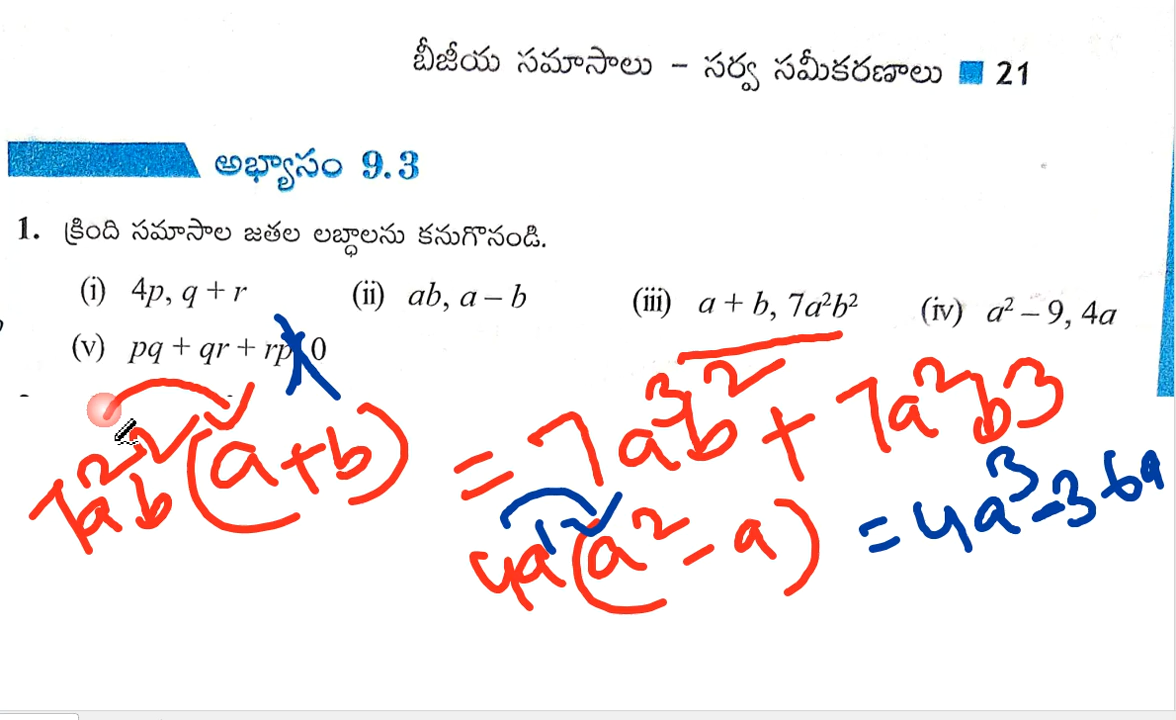 బీజీయ సమాసాలు – సర్వ సమీకరణాలు 21
అభ్యాసం 9.3
1. క్రింది సమాసాల జతల లబ్ధాలను కనుగొనండి.
(i) 4p, q + r (ii) ab, a – b (iii) a + b, 7a²b² (iv) a² – 9, 4a
(v) pq + qr + rp, 0
7a²b²(a+b) = 7a³b² + 7a²b³
4a(a² - 9) = 4a³ - 36a